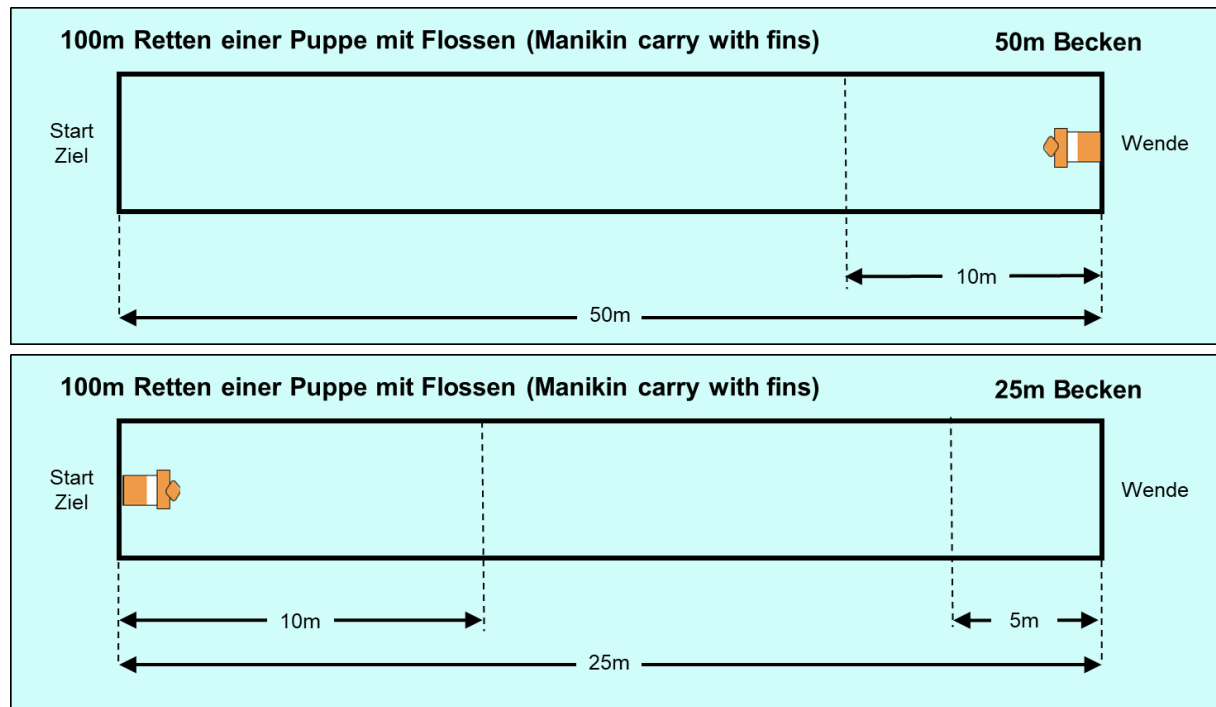 100m Retten einer Puppe mit Flossen (Manikin carry with fins)
50m Becken
Start
Ziel
Wende
10m
50m
100m Retten einer Puppe mit Flossen (Manikin carry with fins)
25m Becken
Start
Ziel
Wende
10m
5m
25m